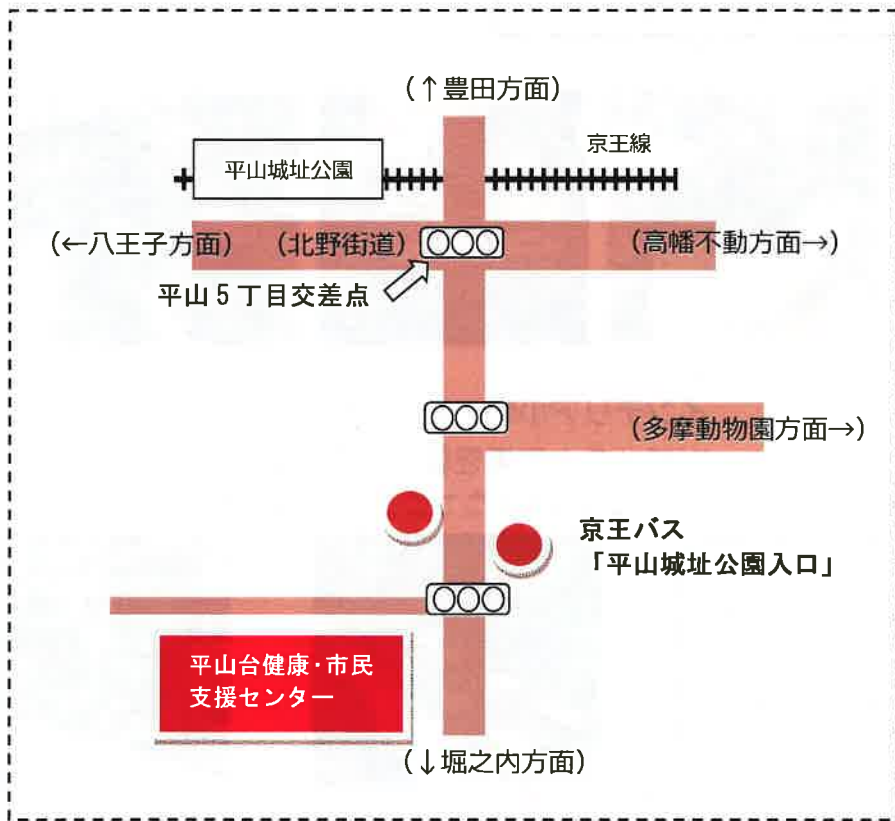 (↑豊田方面)
京王線
平山城址公園
(←八王子方面)
(北野街道)
(高幡不動方面→)
平山5丁目交差点
(多摩動物園方面→)
京王バス
「平山城址公園入口」
平山台健康・市民
支援センター
(↓堀之内方面)